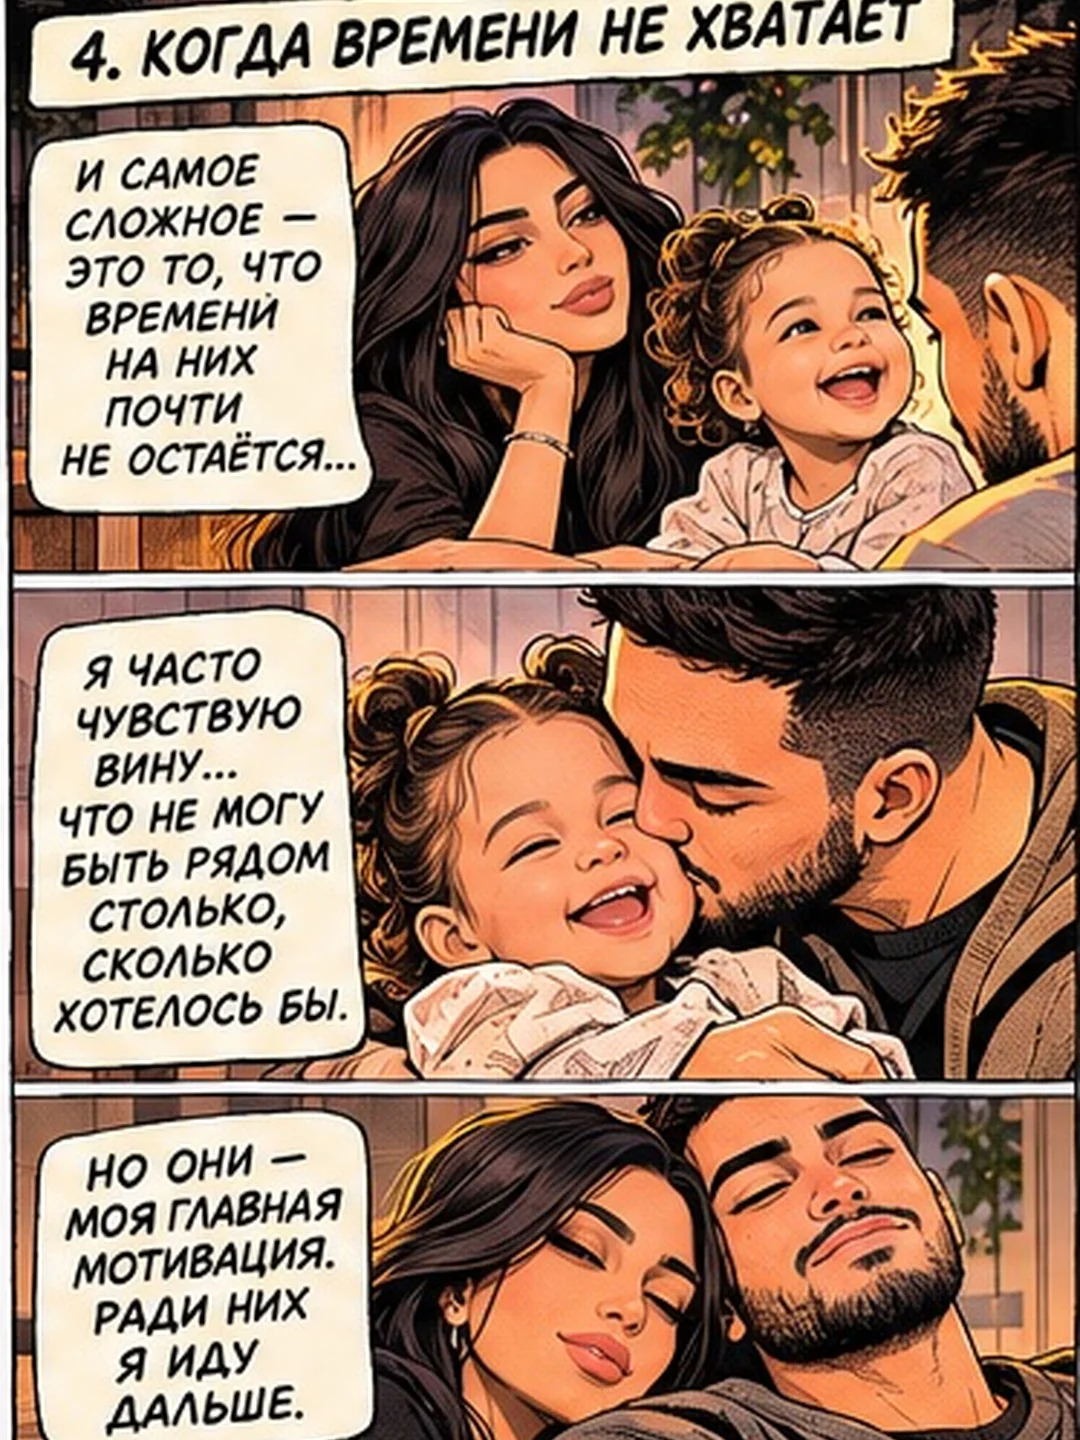 4. КОГДА ВРЕМЕНИ НЕ ХВАТАЕТ
И САМОЕ
СЛОЖНОЕ —
ЭТО ТО, ЧТО
ВРЕМЕНИ
НА НИХ
ПОЧТИ
НЕ ОСТАЁТСЯ...
Я ЧАСТО
ЧУВСТВУЮ
ВИНУ...
ЧТО НЕ МОГУ
БЫТЬ РЯДОМ
СТОЛЬКО,
СКОЛЬКО
ХОТЕЛОСЬ БЫ.
НО ОНИ —
МОЯ ГЛАВНАЯ
МОТИВАЦИЯ.
РАДИ НИХ
Я ИДУ
ДАЛЬШЕ.